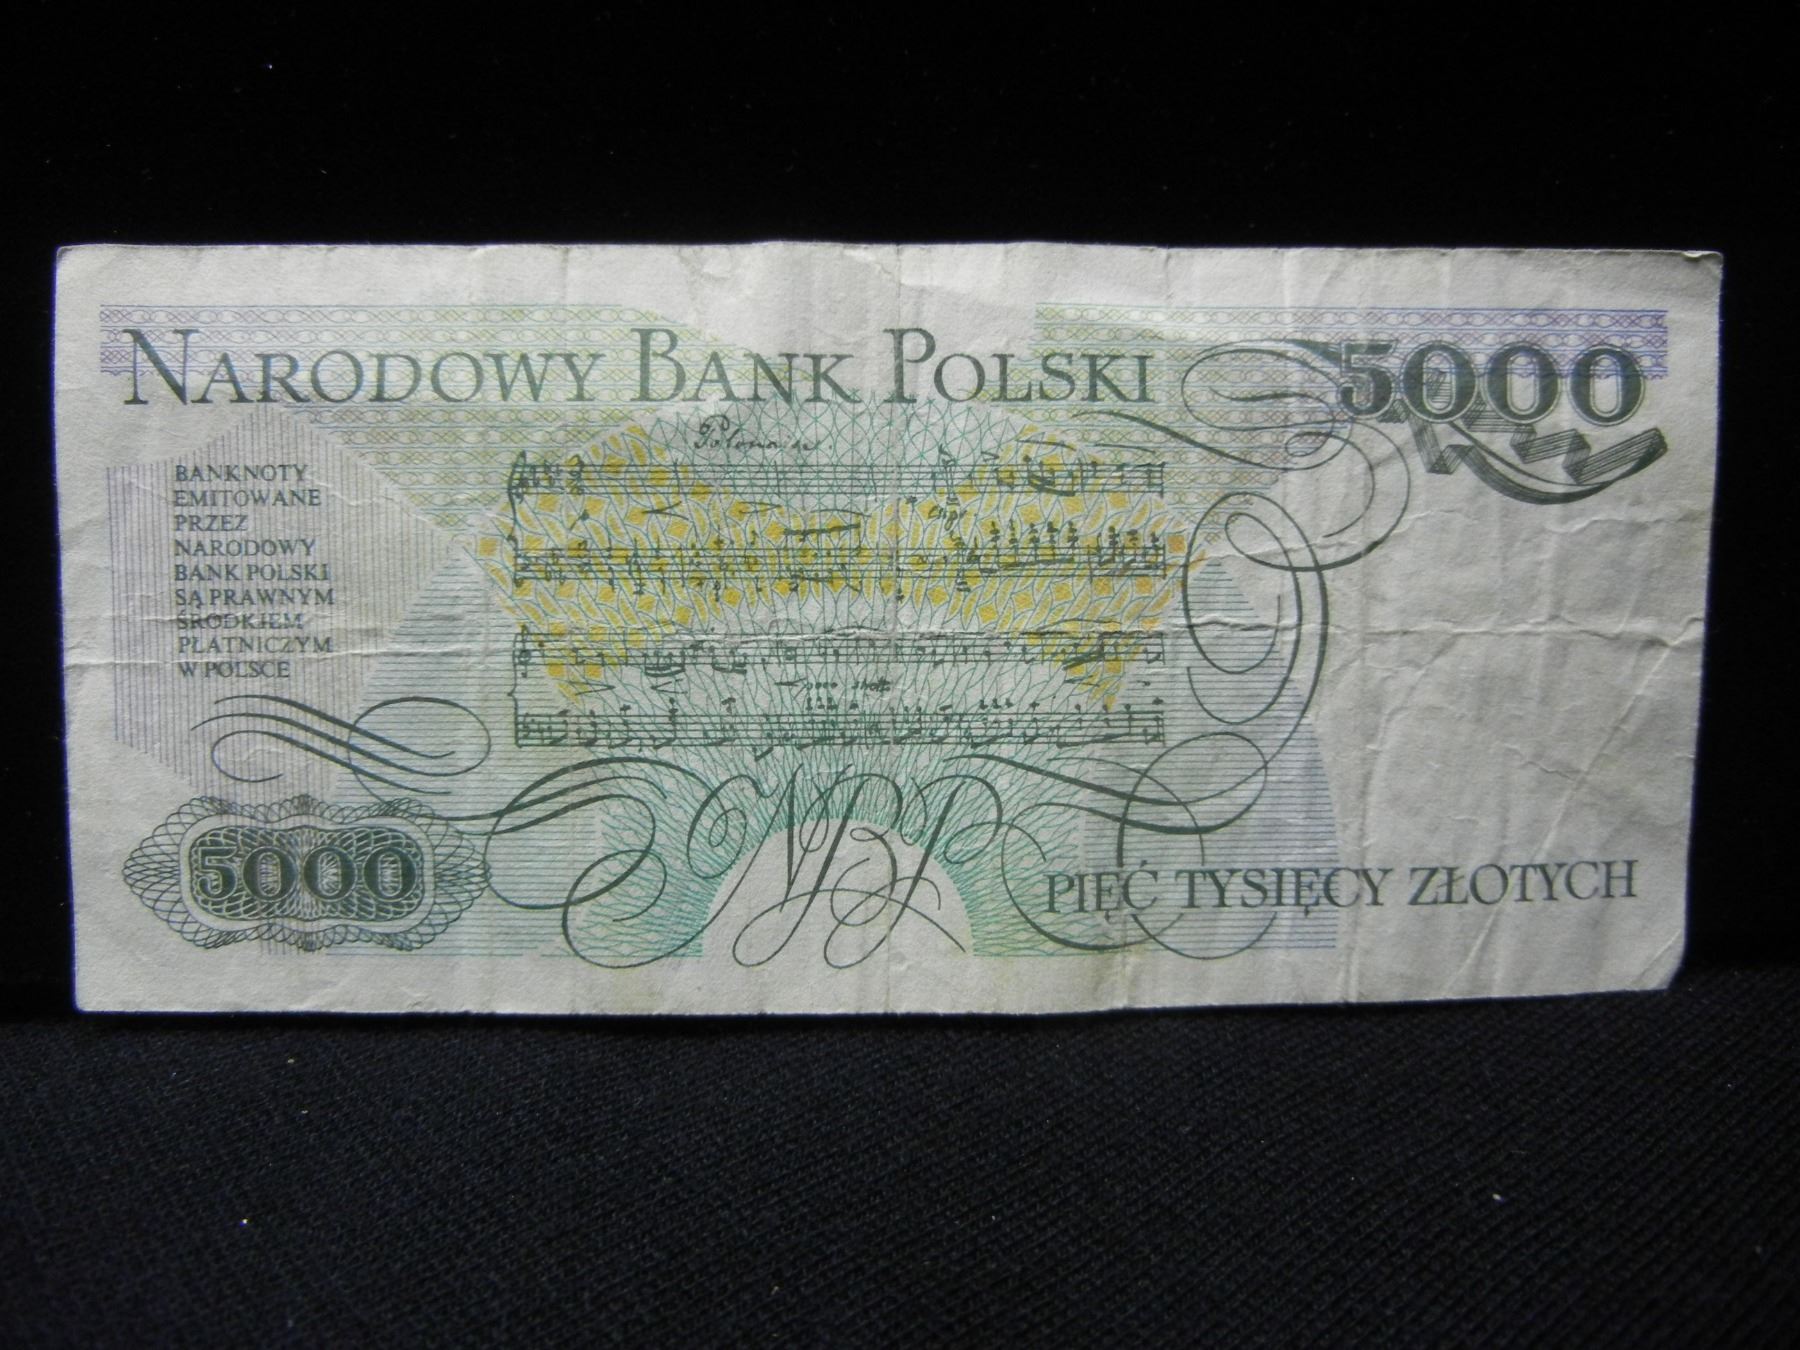 NARODOWY BANK POLSKI
5000
Polonaise
BANKNOTY
EMITOWANE
PRZEZ
NARODOWY
BANK POLSKI
SĄ PRAWNYM
ŚRODKIEM
PŁATNICZYM
W POLSCE
NBP
5000
PIĘĆ TYSIĘCY ZŁOTYCH